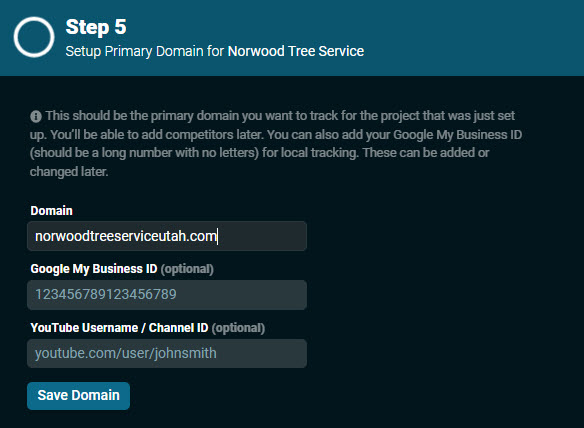 Step 5
Setup Primary Domain for Norwood Tree Service
This should be the primary domain you want to track for the project that was just set
up. You'll be able to add competitors later. You can also add your Google My Business ID
(should be a long number with no letters) for local tracking. These can be added or
changed later.
Domain
norwoodtreeserviceutah.com
Google My Business ID (optional)
123456789123456789
YouTube Username / Channel ID (optional)
youtube.com/user/johnsmith
Save Domain